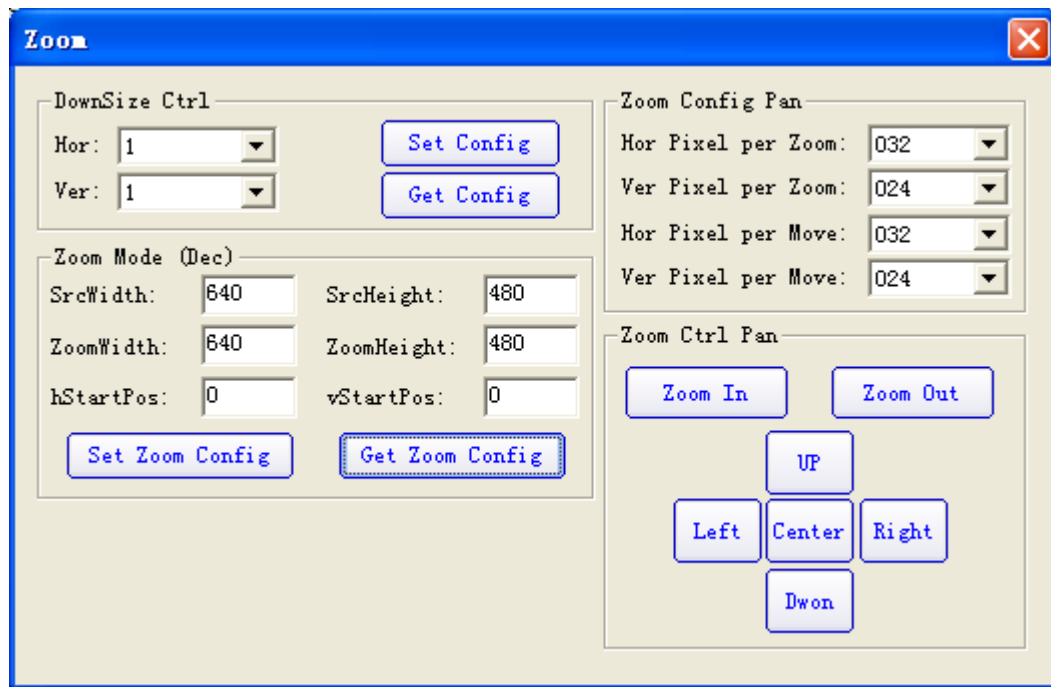 Zoom
DownSize Ctrl
Hor: 1
Set Config
Ver: 1
Get Config
Zoom Mode (Dec)
SrcWidth: 640 SrcHeight: 480
ZoomWidth: 640 ZoomHeight: 480
hStartPos: 0 vStartPos: 0
Set Zoom Config Get Zoom Config
Zoom Config Pan
Hor Pixel per Zoom: 032
Ver Pixel per Zoom: 024
Hor Pixel per Move: 032
Ver Pixel per Move: 024
Zoom Ctrl Pan
Zoom In Zoom Out
UP
Left Center Right
Dwon